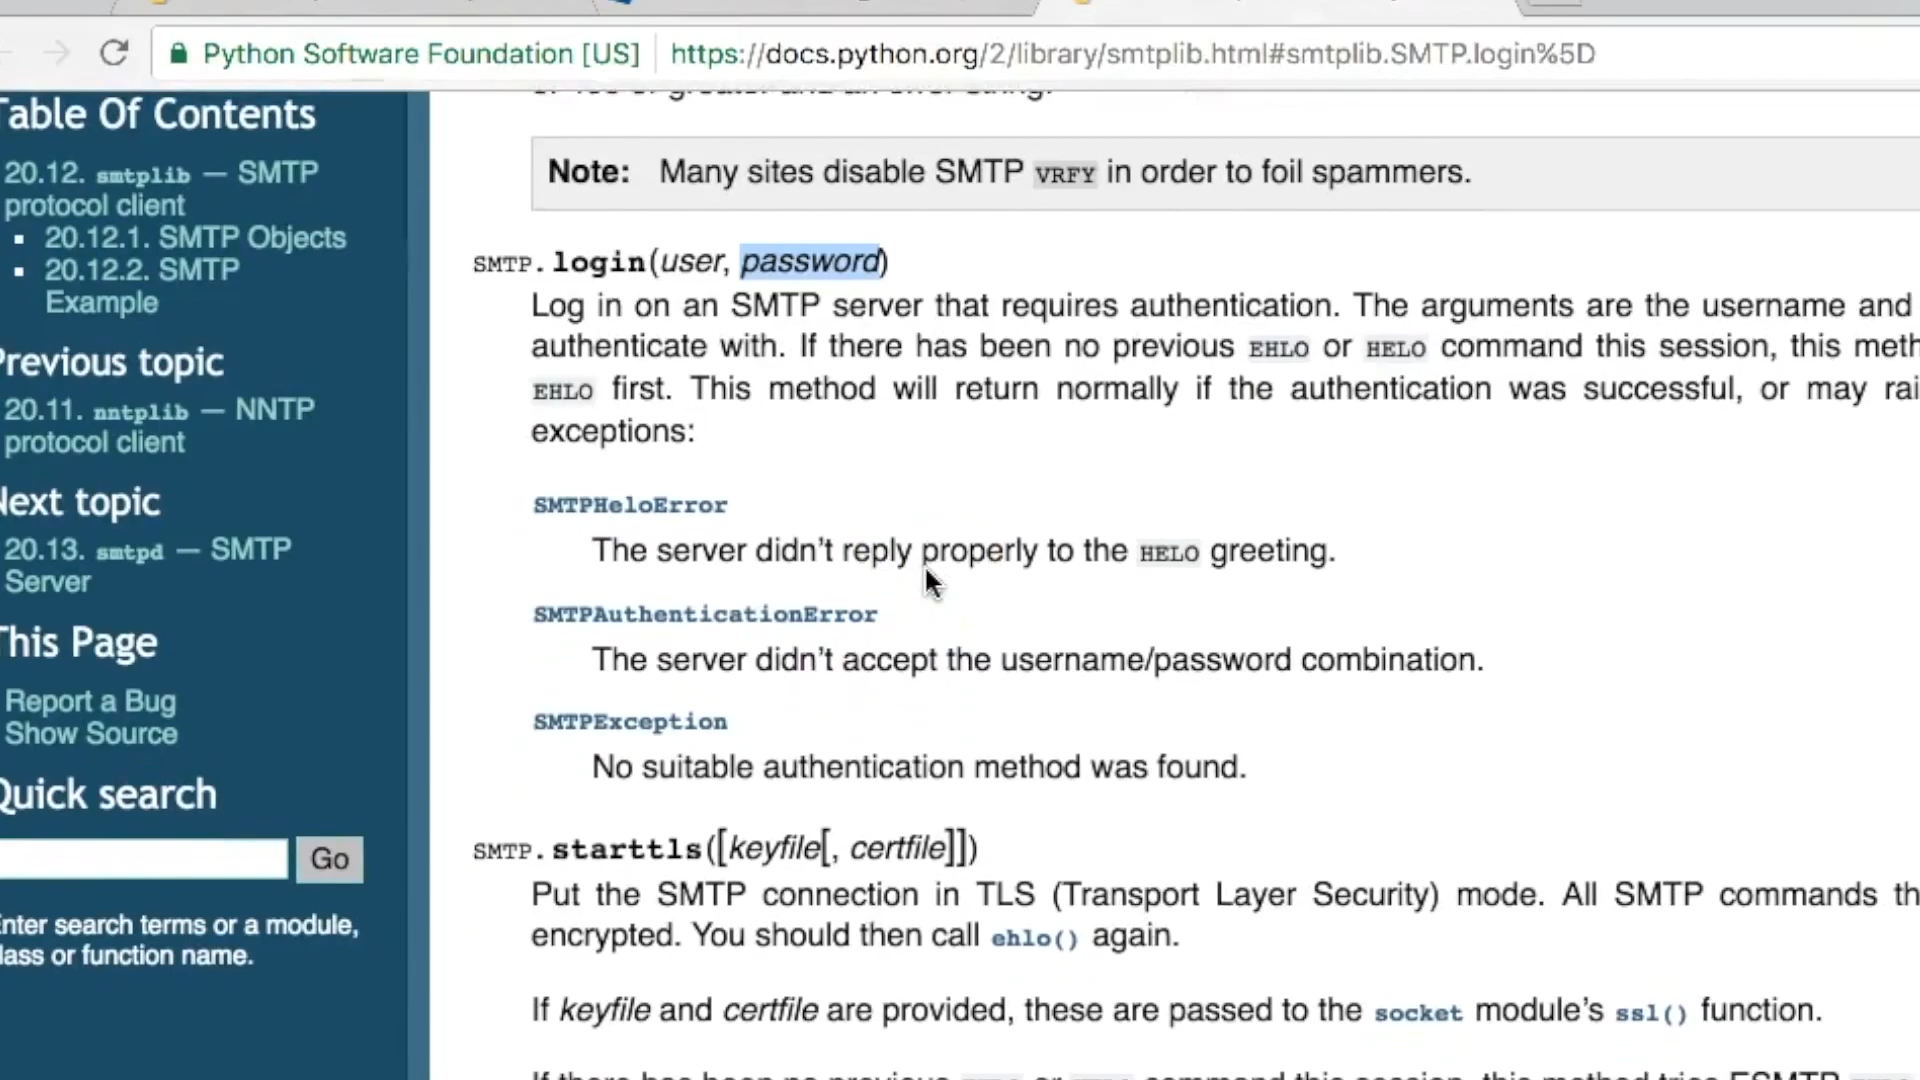 Python Software Foundation [US] https://docs.python.org/2/library/smtplib.html#smtplib.SMTP.login%5D
Table Of Contents
20.12. smtplib — SMTP
protocol client
20.12.1. SMTP Objects
20.12.2. SMTP
Example
Previous topic
20.11. nntplib — NNTP
protocol client
Next topic
20.13. smtpd — SMTP
Server
This Page
Report a Bug
Show Source
Quick search
Go
Enter search terms or a module,
class or function name.
Note: Many sites disable SMTP VRFY in order to foil spammers.
SMTP.login(user, password)
Log in on an SMTP server that requires authentication. The arguments are the username and
authenticate with. If there has been no previous EHLO or HELO command this session, this meth
EHLO first. This method will return normally if the authentication was successful, or may rai
exceptions:
SMTPHeloError
The server didn't reply properly to the HELO greeting.
SMTPAuthenticationError
The server didn't accept the username/password combination.
SMTPException
No suitable authentication method was found.
SMTP.starttls([keyfile[, certfile]])
Put the SMTP connection in TLS (Transport Layer Security) mode. All SMTP commands th
encrypted. You should then call ehlo() again.
If keyfile and certfile are provided, these are passed to the socket module's ssl() function.